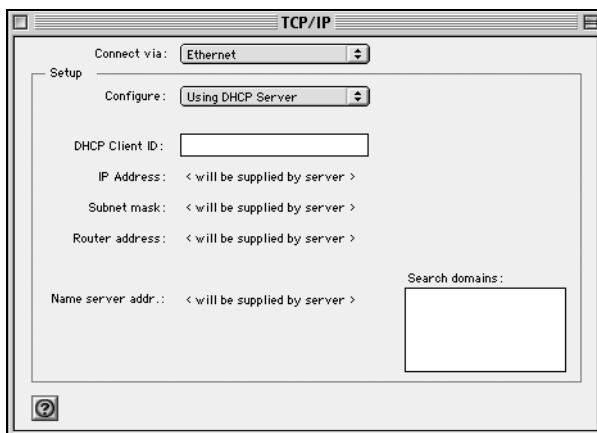 TCP/IP
Connect via: Ethernet
Setup
Configure: Using DHCP Server
DHCP Client ID:
IP Address: < will be supplied by server >
Subnet mask: < will be supplied by server >
Router address: < will be supplied by server >
Search domains:
Name server addr.: < will be supplied by server >
?